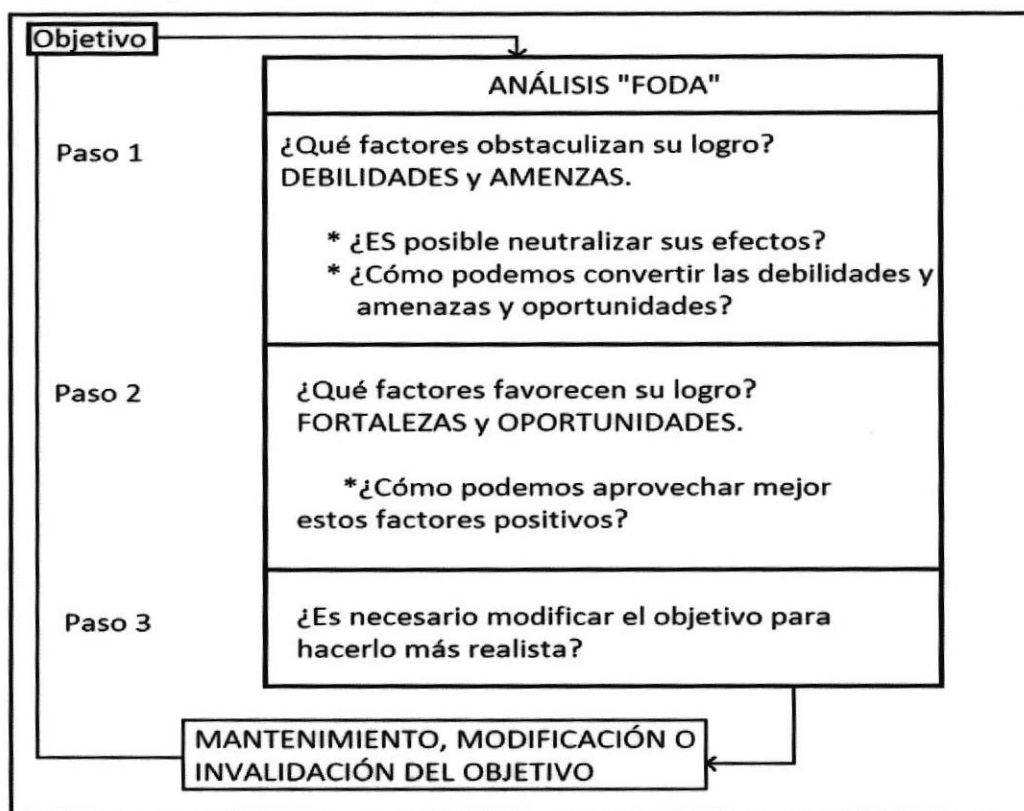 Objetivo
ANÁLISIS "FODA"
Paso 1
¿Qué factores obstaculizan su logro?
DEBILIDADES y AMENZAS.
* ¿ES posible neutralizar sus efectos?
* ¿Cómo podemos convertir las debilidades y
amenazas y oportunidades?
Paso 2
¿Qué factores favorecen su logro?
FORTALEZAS y OPORTUNIDADES.
*¿Cómo podemos aprovechar mejor
estos factores positivos?
Paso 3
¿Es necesario modificar el objetivo para
hacerlo más realista?
MANTENIMIENTO, MODIFICACIÓN O
INVALIDACIÓN DEL OBJETIVO